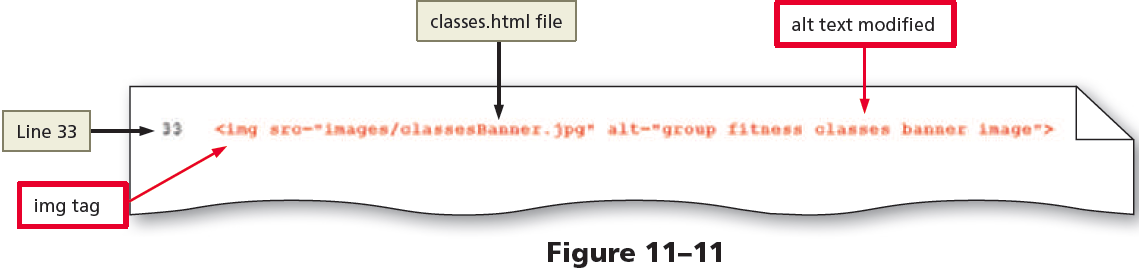 classes.html file
alt text modified
Line 33
33 <img src="images/classesBanner.jpg" alt="group fitness classes banner image">
img tag
Figure 11–11